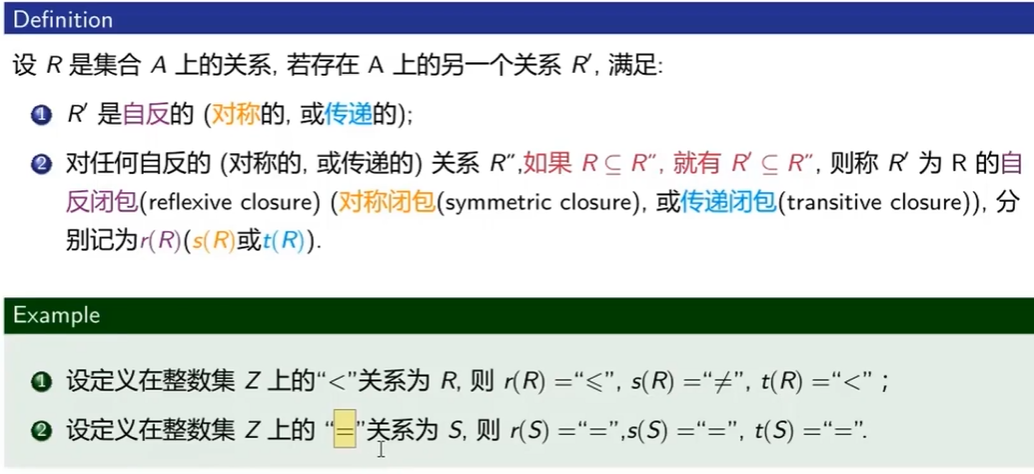 Definition
设 R 是集合 A 上的关系, 若存在 A 上的另一个关系 R′, 满足:
1 R′ 是自反的 (对称的, 或传递的);
2 对任何自反的 (对称的, 或传递的) 关系 R″,如果 R ⊆ R″, 就有 R′ ⊆ R″, 则称 R′ 为 R 的自
反闭包(reflexive closure) (对称闭包(symmetric closure), 或传递闭包(transitive closure)), 分
别记为r(R)(s(R)或t(R)).
Example
1 设定义在整数集 Z 上的“<”关系为 R, 则 r(R) =“⩽”, s(R) =“≠”, t(R) =“<” ;
2 设定义在整数集 Z 上的 “=”关系为 S, 则 r(S) =“=”,s(S) =“=”, t(S) =“=”.